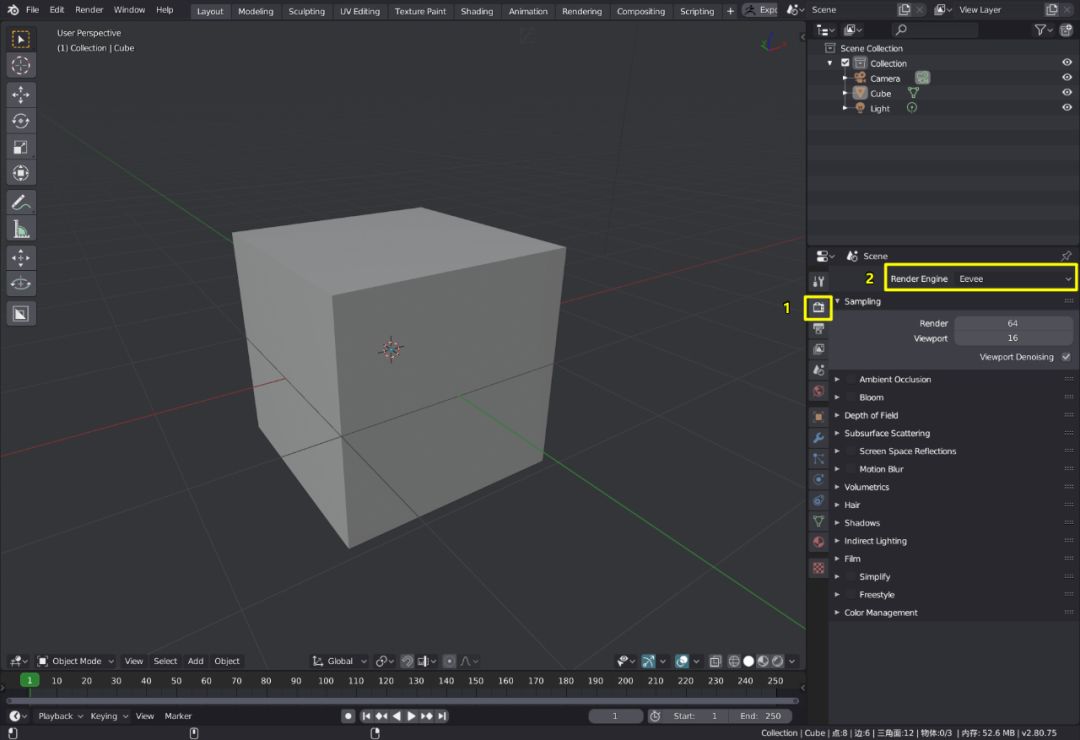 File Edit Render Window Help Layout Modeling Sculpting UV Editing Texture Paint Shading Animation Rendering Compositing Scripting + Scene View Layer
User Perspective
(1) Collection | Cube
Scene Collection
Collection
Camera
Cube
Light
Scene
2 Render Engine Eevee
1
Sampling
Render 64
Viewport 16
Viewport Denoising
Ambient Occlusion
Bloom
Depth of Field
Subsurface Scattering
Screen Space Reflections
Motion Blur
Volumetrics
Hair
Shadows
Indirect Lighting
Film
Simplify
Freestyle
Color Management
Object Mode View Select Add Object Global
1 10 20 30 40 50 60 70 80 90 100 110 120 130 140 150 160 170 180 190 200 210 220 230 240 250
Playback Keying View Marker 1 Start: 1 End: 250
Collection | Cube | 点:8 | 边:6 | 三角面:12 | 物体:0/3 | 内存: 52.6 MB | v2.80.75